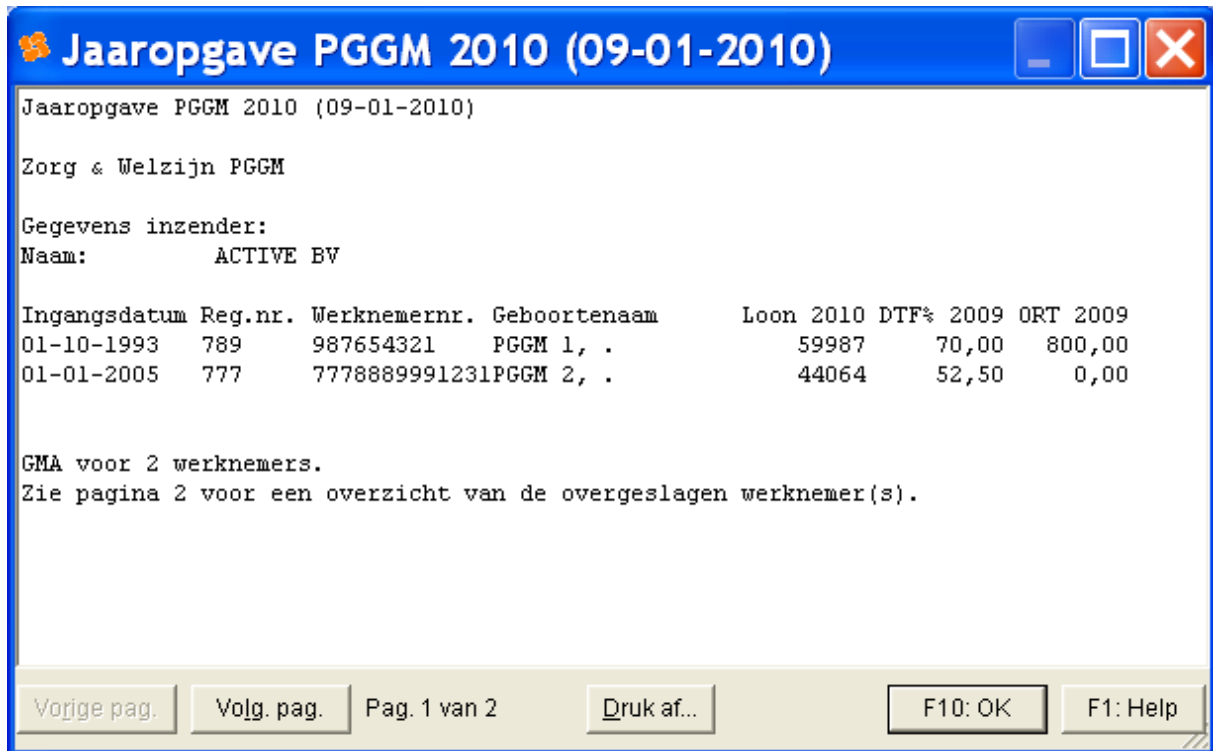 Jaaropgave PGGM 2010 (09-01-2010)
Jaaropgave PGGM 2010 (09-01-2010)
Zorg & Welzijn PGGM
Gegevens inzender:
Naam: ACTIVE BV
Ingangsdatum Reg.nr. Werknemernr. Geboortenaam Loon 2010 DTF% 2009 ORT 2009
01-10-1993 789 987654321 PGGM 1, . 59987 70,00 800,00
01-01-2005 777 7778889991231PGGM 2, . 44064 52,50 0,00
GMA voor 2 werknemers.
Zie pagina 2 voor een overzicht van de overgeslagen werknemer(s).
Vorige pag. Volg. pag. Pag. 1 van 2 Druk af... F10: OK F1: Help